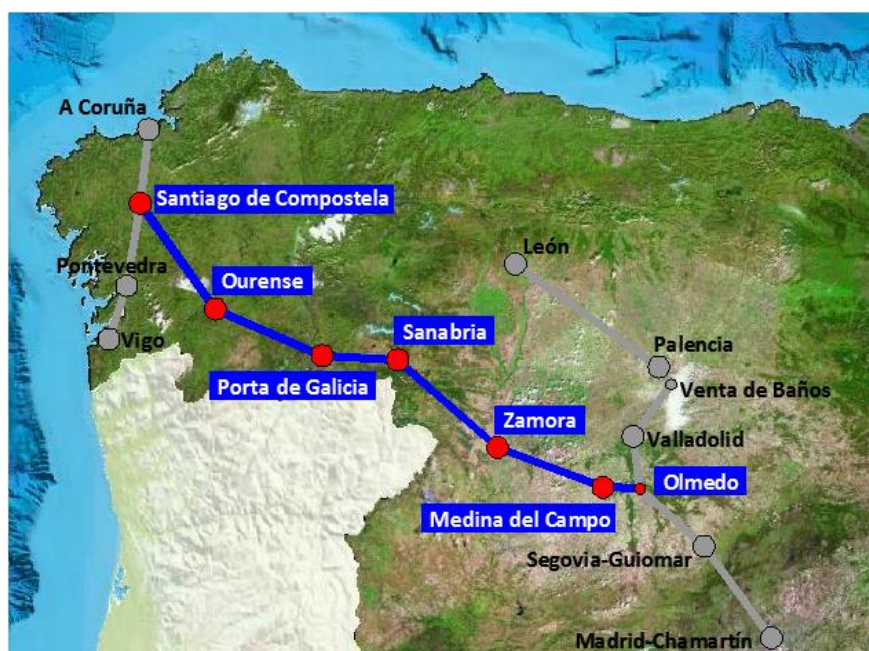 A Coruña
Santiago de Compostela
León
Pontevedra
Ourense
Sanabria
Vigo
Palencia
Porta de Galicia
Venta de Baños
Zamora
Valladolid
Olmedo
Medina del Campo
Segovia-Guiomar
Madrid-Chamartín